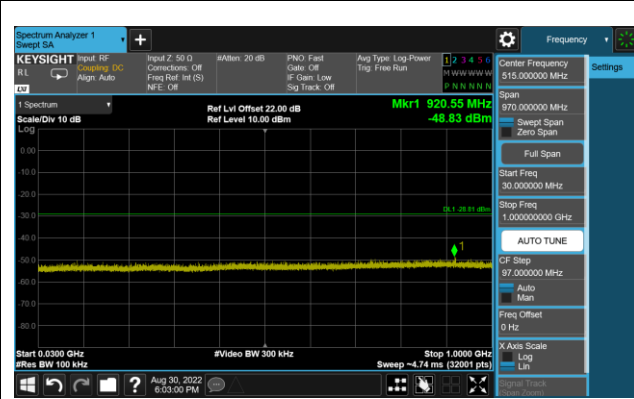 Spectrum Analyzer 1
Swept SA
Frequency
KEYSIGHT
RL
LXI
Input: RF
Coupling: DC
Align: Auto
Input Z: 50 Ω
Corrections: Off
Freq Ref: Int (S)
NFE: Off
#Atten: 20 dB
PNO: Fast
Gate: Off
IF Gain: Low
Sig Track: Off
Avg Type: Log-Power
Trig: Free Run
1 2 3 4 5 6
M W W W W W
P N N N N N
Center Frequency
515.000000 MHz
Settings
1 Spectrum
Scale/Div 10 dB
Log
Ref Lvl Offset 22.00 dB
Ref Level 10.00 dBm
Mkr1 920.55 MHz
-48.83 dBm
Span
970.000000 MHz
Swept Span
Zero Span
Full Span
Start Freq
30.000000 MHz
Stop Freq
1.000000000 GHz
AUTO TUNE
CF Step
97.000000 MHz
Auto
Man
Freq Offset
0 Hz
X Axis Scale
Log
Lin
Signal Track
(Span Zoom)
0.00
-10.0
-20.0
-30.0
-40.0
-50.0
-60.0
-70.0
-80.0
DL1 -28.81 dBm
1
Start 0.0300 GHz
#Res BW 100 kHz
#Video BW 300 kHz
Stop 1.0000 GHz
Sweep ~4.74 ms (32001 pts)
Aug 30, 2022
6:03:00 PM